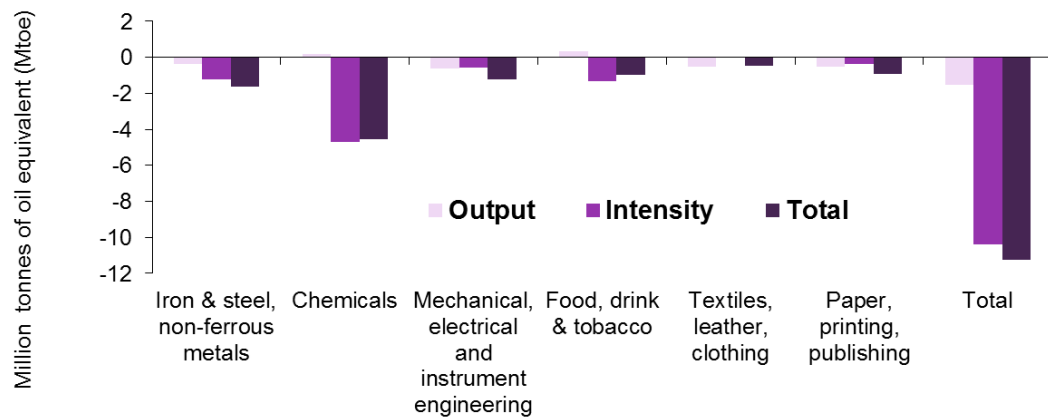 Million tonnes of oil equivalent (Mtoe)
2
0
-2
-4
-6
-8
-10
-12
Output Intensity Total
Iron & steel,
non-ferrous
metals
Chemicals
Mechanical,
electrical
and
instrument
engineering
Food, drink
& tobacco
Textiles,
leather,
clothing
Paper,
printing,
publishing
Total